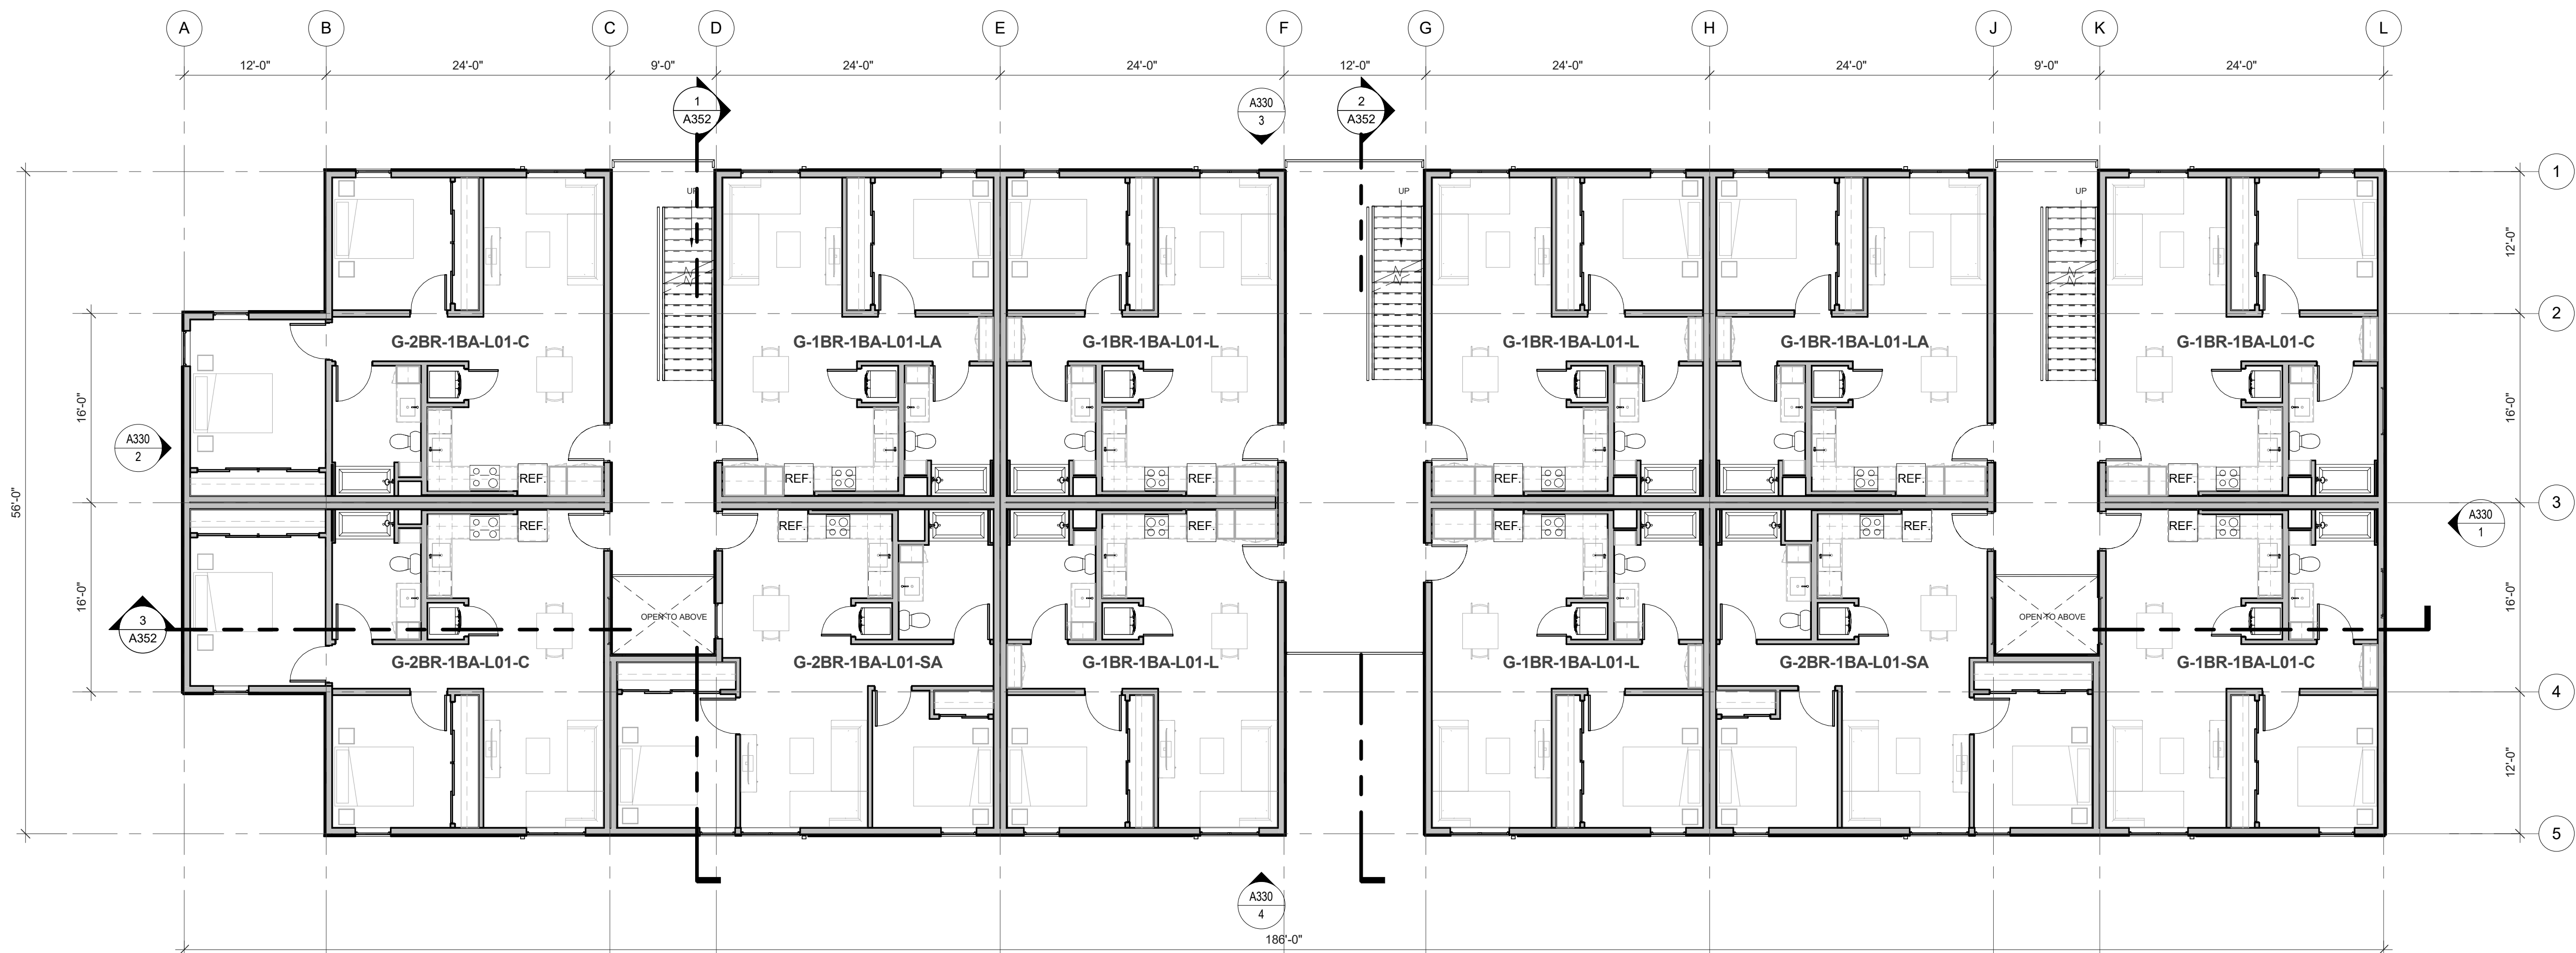 A B C D E F G H J K L
12'-0" 24'-0" 9'-0" 24'-0" 24'-0" 12'-0" 24'-0" 24'-0" 9'-0" 24'-0"
1 A330 2
A352 3 A352
1
UP UP UP
12'-0"
2
G-2BR-1BA-L01-C G-1BR-1BA-L01-LA G-1BR-1BA-L01-L G-1BR-1BA-L01-L G-1BR-1BA-L01-LA G-1BR-1BA-L01-C
16'-0" 16'-0"
A330
2
REF. REF. REF. REF. REF. REF.
56'-0"
3
A330
1
REF. REF. REF. REF. REF. REF.
16'-0" 16'-0"
3
A352
OPEN TO ABOVE OPEN TO ABOVE
G-2BR-1BA-L01-C G-2BR-1BA-L01-SA G-1BR-1BA-L01-L G-1BR-1BA-L01-L G-2BR-1BA-L01-SA G-1BR-1BA-L01-C
4
12'-0"
5
A330
4
186'-0"